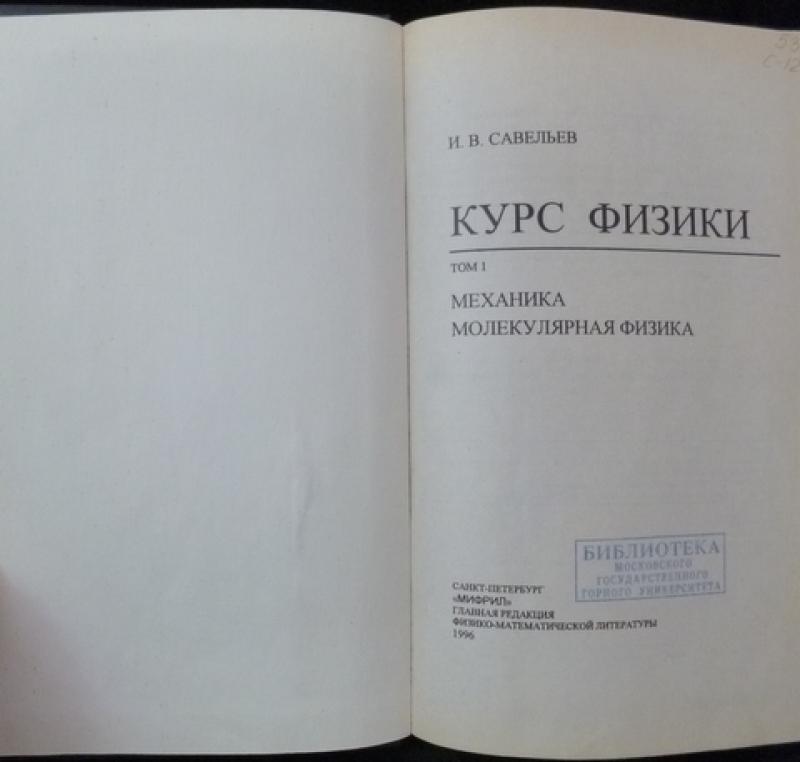 И. В. САВЕЛЬЕВ
КУРС ФИЗИКИ
ТОМ 1
МЕХАНИКА
МОЛЕКУЛЯРНАЯ ФИЗИКА
БИБЛИОТЕКА
МОСКОВСКОГО
ГОСУДАРСТВЕННОГО
ГОРНОГО УНИВЕРСИТЕТА
САНКТ-ПЕТЕРБУРГ
«МИФРИЛ»
ГЛАВНАЯ РЕДАКЦИЯ
ФИЗИКО-МАТЕМАТИЧЕСКОЙ ЛИТЕРАТУРЫ
1996